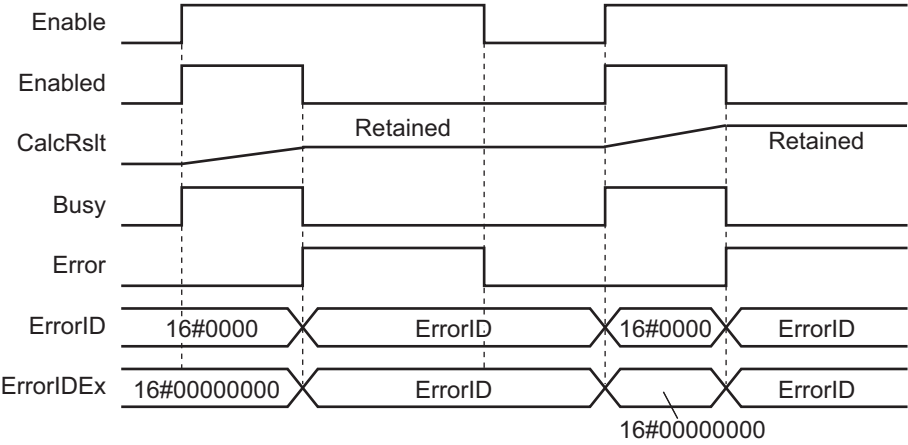 Enable
Enabled
CalcRslt
Retained
Retained
Busy
Error
ErrorID
16#0000
ErrorID
16#0000
ErrorID
ErrorIDEx
16#00000000
ErrorID
ErrorID
16#00000000